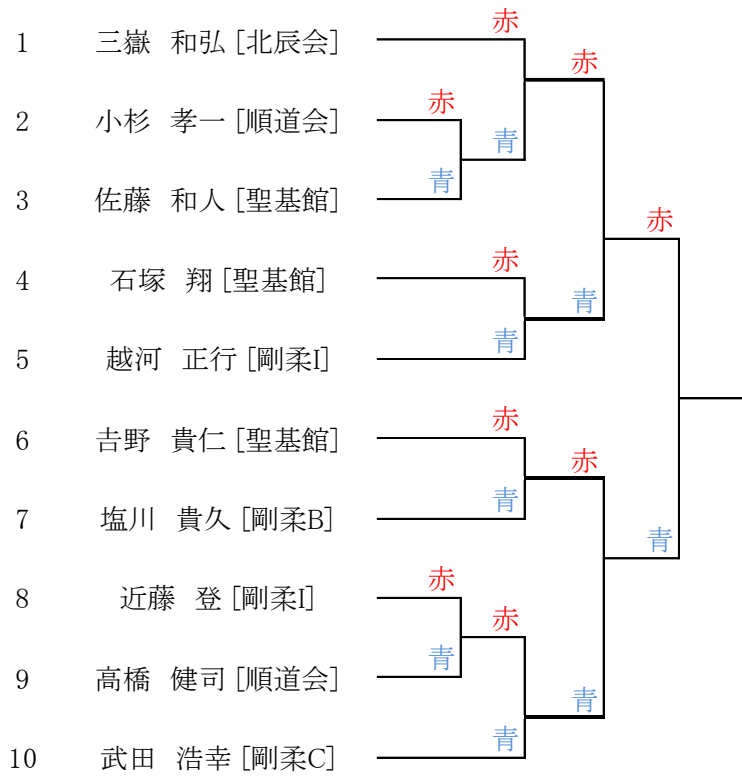 赤
1 三嶽 和弘 [北辰会]
赤
赤
2 小杉 孝一 [順道会]
青
青
3 佐藤 和人 [聖基館]
赤
赤
4 石塚 翔 [聖基館]
青
青
5 越河 正行 [剛柔I]
赤
6 𠮷野 貴仁 [聖基館]
赤
青
7 塩川 貴久 [剛柔B]
青
赤
8 近藤 登 [剛柔I]
赤
青
9 高橋 健司 [順道会]
青
青
10 武田 浩幸 [剛柔C]